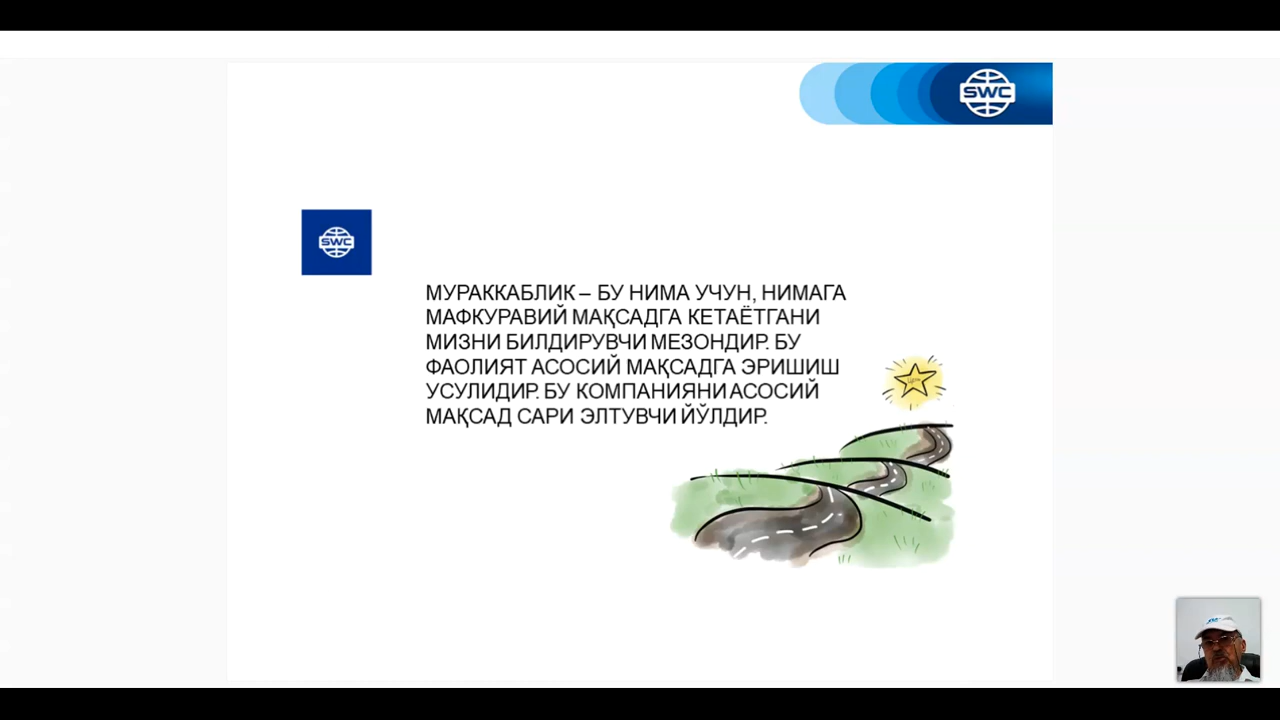 SWC
SWC
МУРАККАБЛИК – БУ НИМА УЧУН, НИМАГА
МАФКУРАВИЙ МАҚСАДГА КЕТАЁТГАНИ
МИЗНИ БИЛДИРУВЧИ МЕЗОНДИР. БУ
ФАОЛИЯТ АСОСИЙ МАҚСАДГА ЭРИШИШ
УСУЛИДИР. БУ КОМПАНИЯНИ АСОСИЙ
МАҚСАД САРИ ЭЛТУВЧИ ЙЎЛДИР.